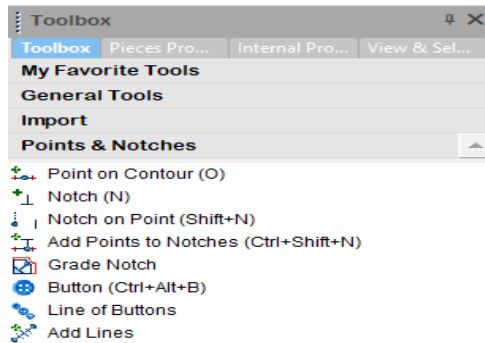 Toolbox
Toolbox Pieces Pro... Internal Pro... View & Sel...
My Favorite Tools
General Tools
Import
Points & Notches
Point on Contour (O)
Notch (N)
Notch on Point (Shift+N)
Add Points to Notches (Ctrl+Shift+N)
Grade Notch
Button (Ctrl+Alt+B)
Line of Buttons
Add Lines